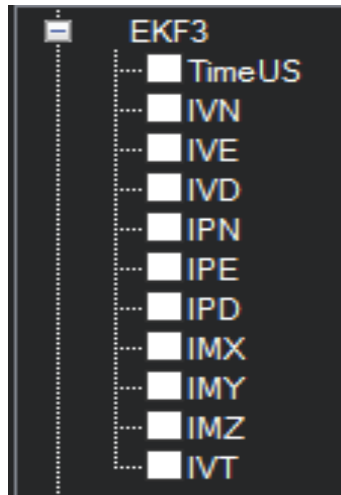 EKF3
TimeUS
IVN
IVE
IVD
IPN
IPE
IPD
IMX
IMY
IMZ
IVT